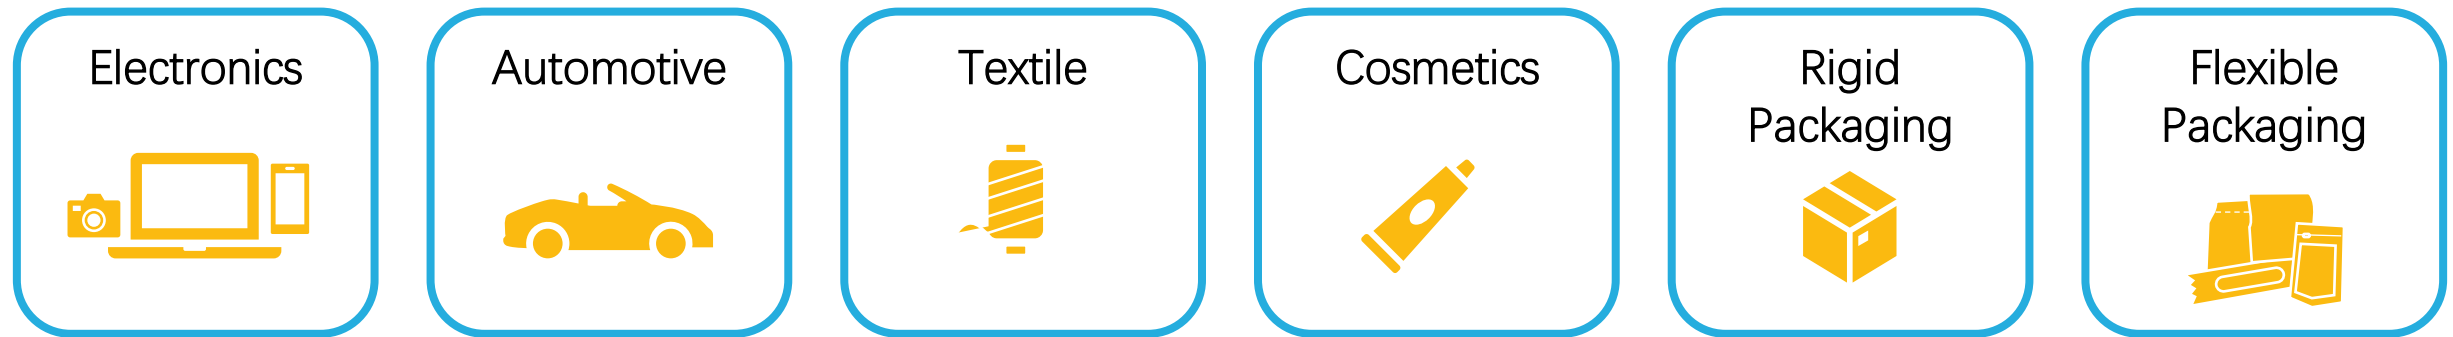 Electronics
Automotive
Textile
Cosmetics
Rigid
Packaging
Flexible
Packaging